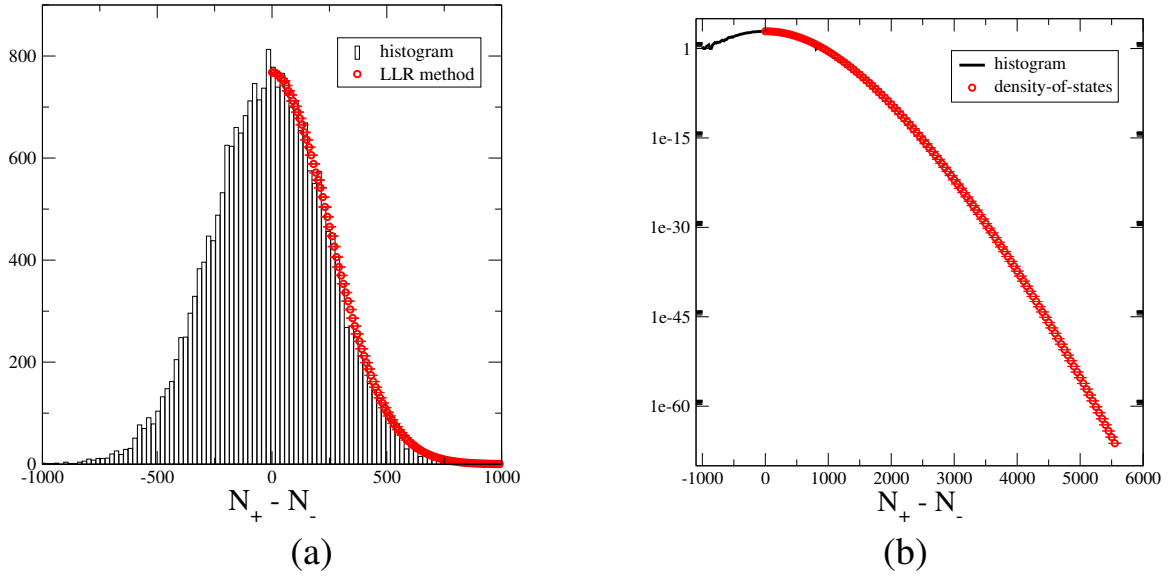 800
600
400
200
0
-1000
-500
0
500
1000
histogram
LLR method
N+ - N-
(a)
1
1e-15
1e-30
1e-45
1e-60
-1000
0
1000
2000
3000
4000
5000
6000
histogram
density-of-states
N+ - N-
(b)